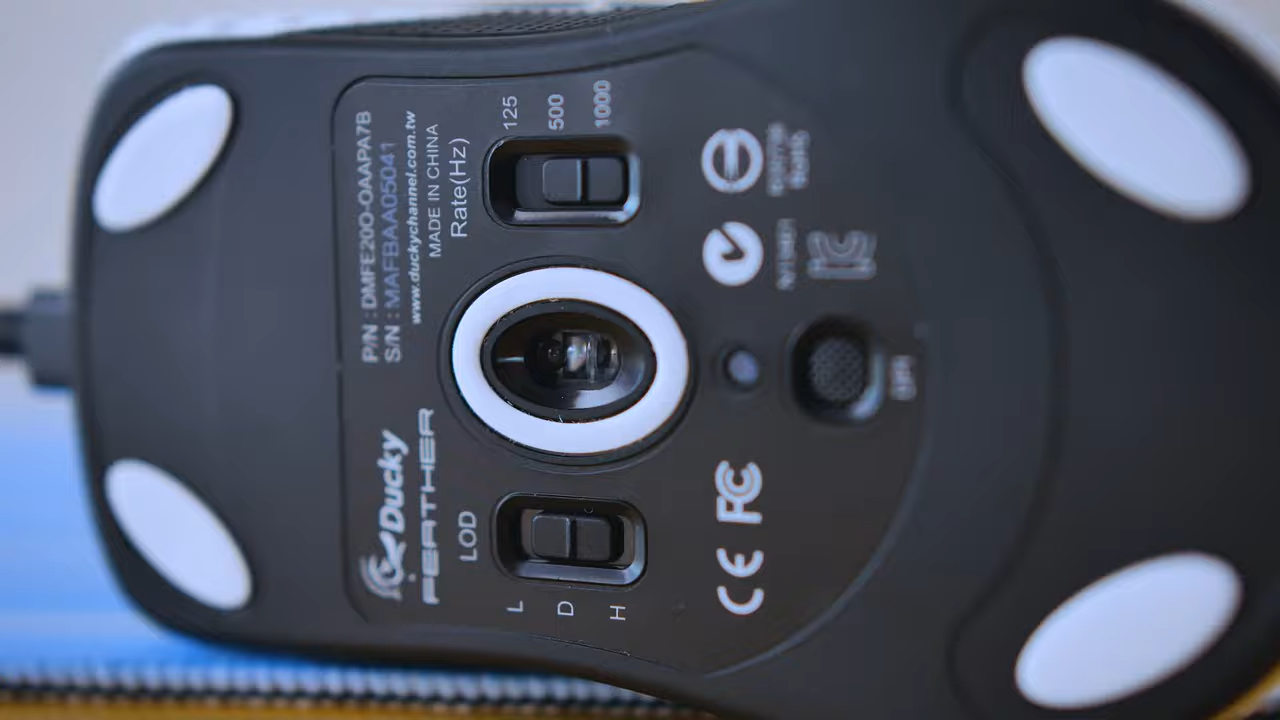 Ducky
FEATHER
P/N : DMFE20O-OAAPA7B
S/N : MAFBAA05041
www.duckychannel.com.tw
MADE IN CHINA
LOD
L
D
H
Rate(Hz)
125
500
1000
CE
FC
DPI